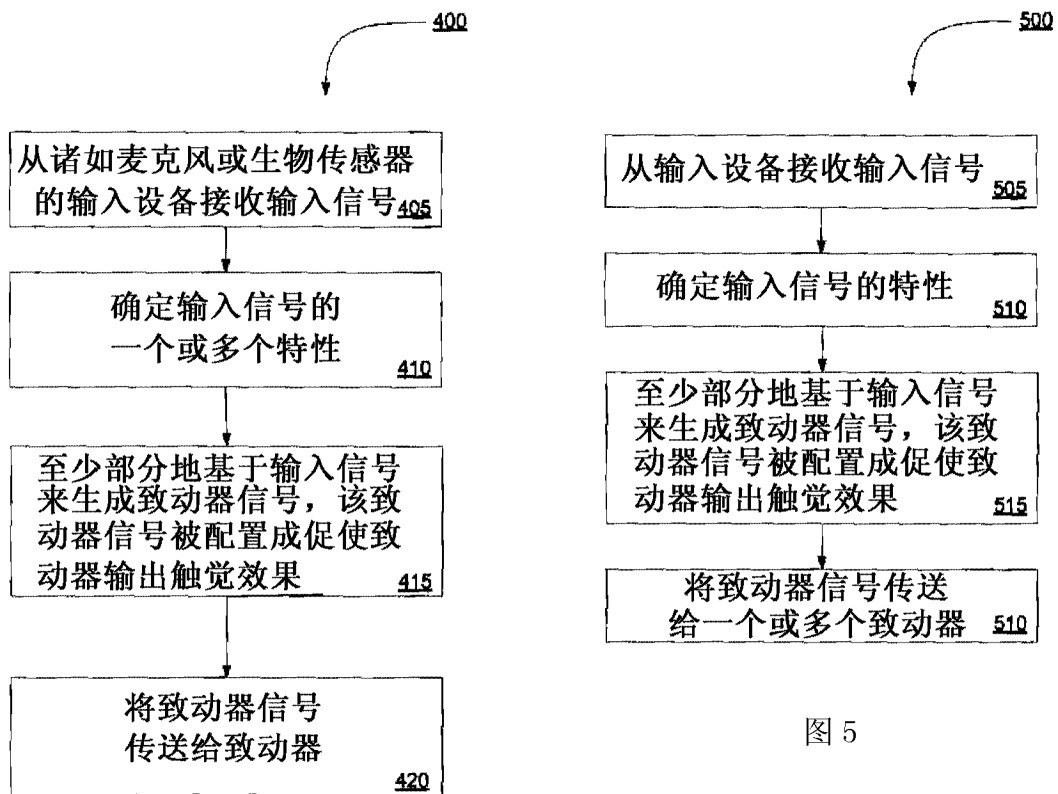 400
从诸如麦克风或生物传感器
的输入设备接收输入信号 405
确定输入信号的
一个或多个特性
410
至少部分地基于输入信号
来生成致动器信号，该致
动器信号被配置成促使致
动器输出触觉效果 415
将致动器信号
传送给致动器
420
500
从输入设备接收输入信号 505
确定输入信号的特性 510
至少部分地基于输入信号
来生成致动器信号，该致
动器信号被配置成促使致
动器输出触觉效果 515
将致动器信号传送
给一个或多个致动器 510
图 5